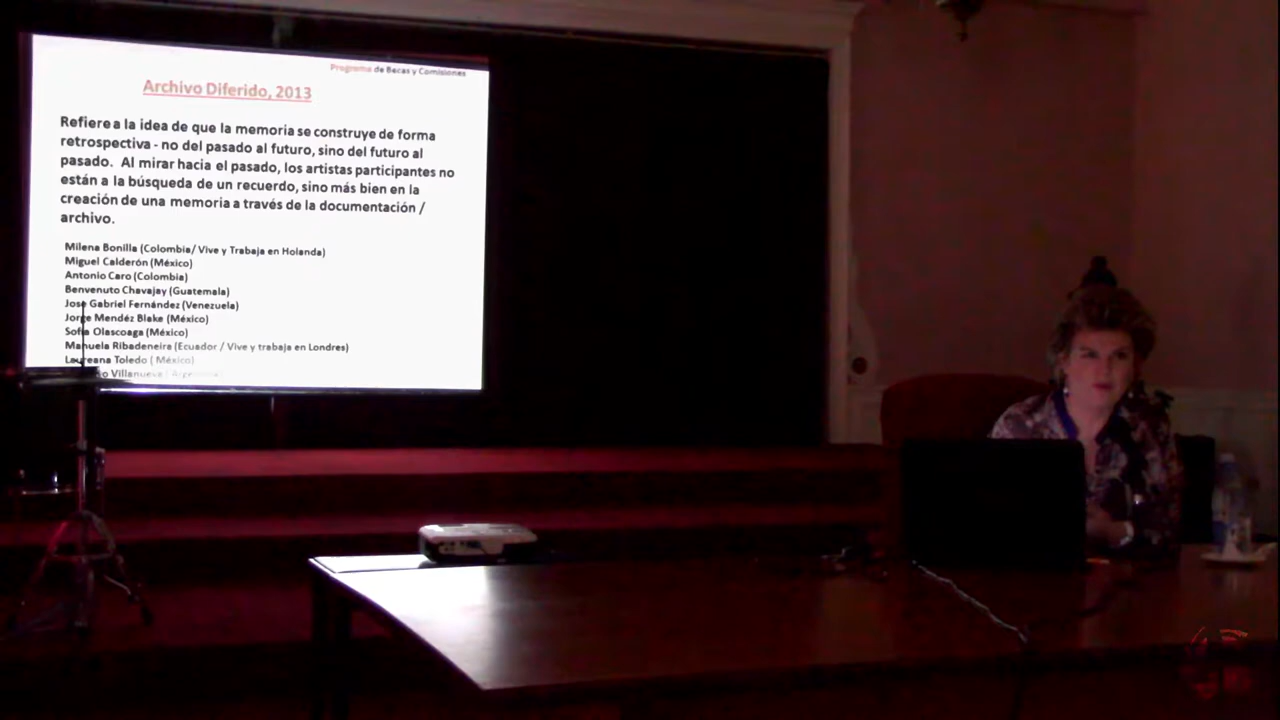 Programa de Becas y Comisiones
Archivo Diferido, 2013
Refiere a la idea de que la memoria se construye de forma
retrospectiva - no del pasado al futuro, sino del futuro al
pasado. Al mirar hacia el pasado, los artistas participantes no
están a la búsqueda de un recuerdo, sino más bien en la
creación de una memoria a través de la documentación /
archivo.
Milena Bonilla (Colombia/ Vive y Trabaja en Holanda)
Miguel Calderón (México)
Antonio Caro (Colombia)
Benvenuto Chavajay (Guatemala)
José Gabriel Fernández (Venezuela)
Jorge Mendéz Blake (México)
Sofía Olascoaga (México)
Manuela Ribadeneira (Ecuador / Vive y trabaja en Londres)
Laureana Toledo ( México)
Villanueva